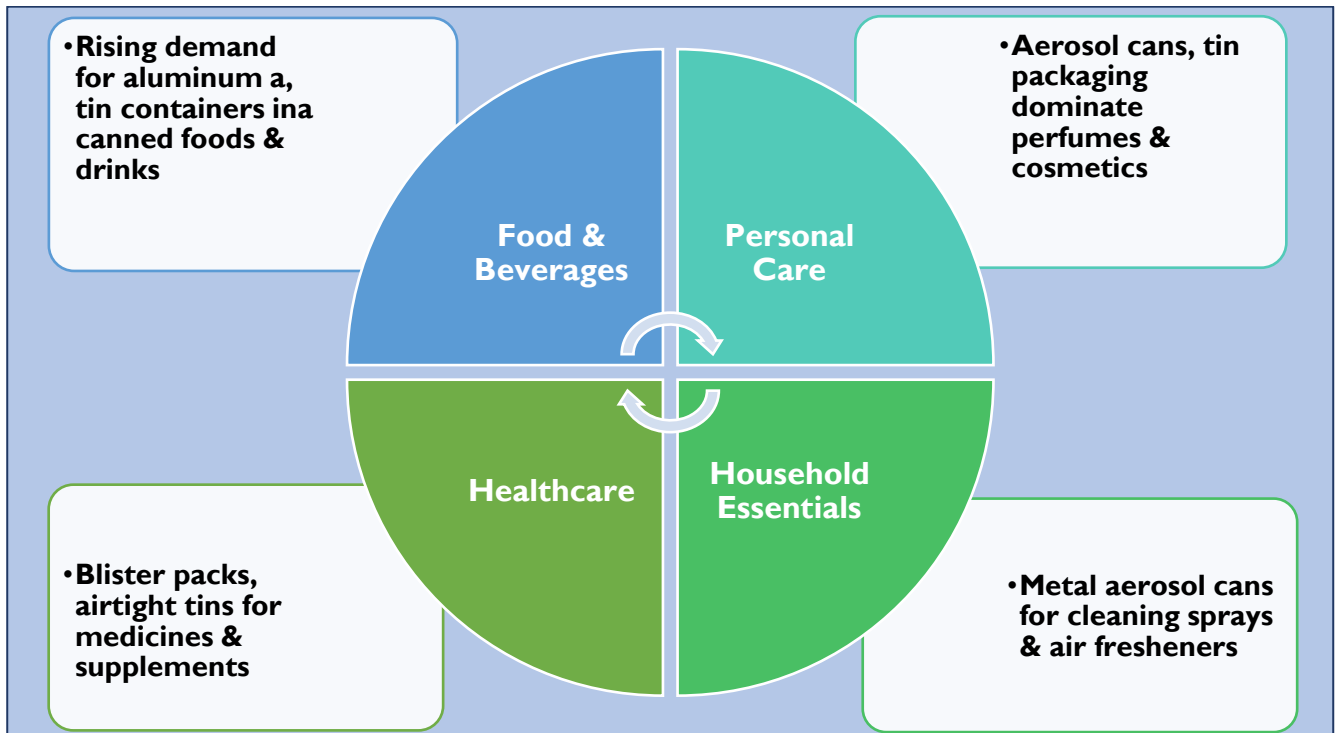 •Rising demand
for aluminum a,
tin containers ina
canned foods &
drinks
•Aerosol cans, tin
packaging
dominate
perfumes &
cosmetics
Food &
Beverages
Personal
Care
Healthcare
Household
Essentials
•Blister packs,
airtight tins for
medicines &
supplements
•Metal aerosol cans
for cleaning sprays
& air fresheners